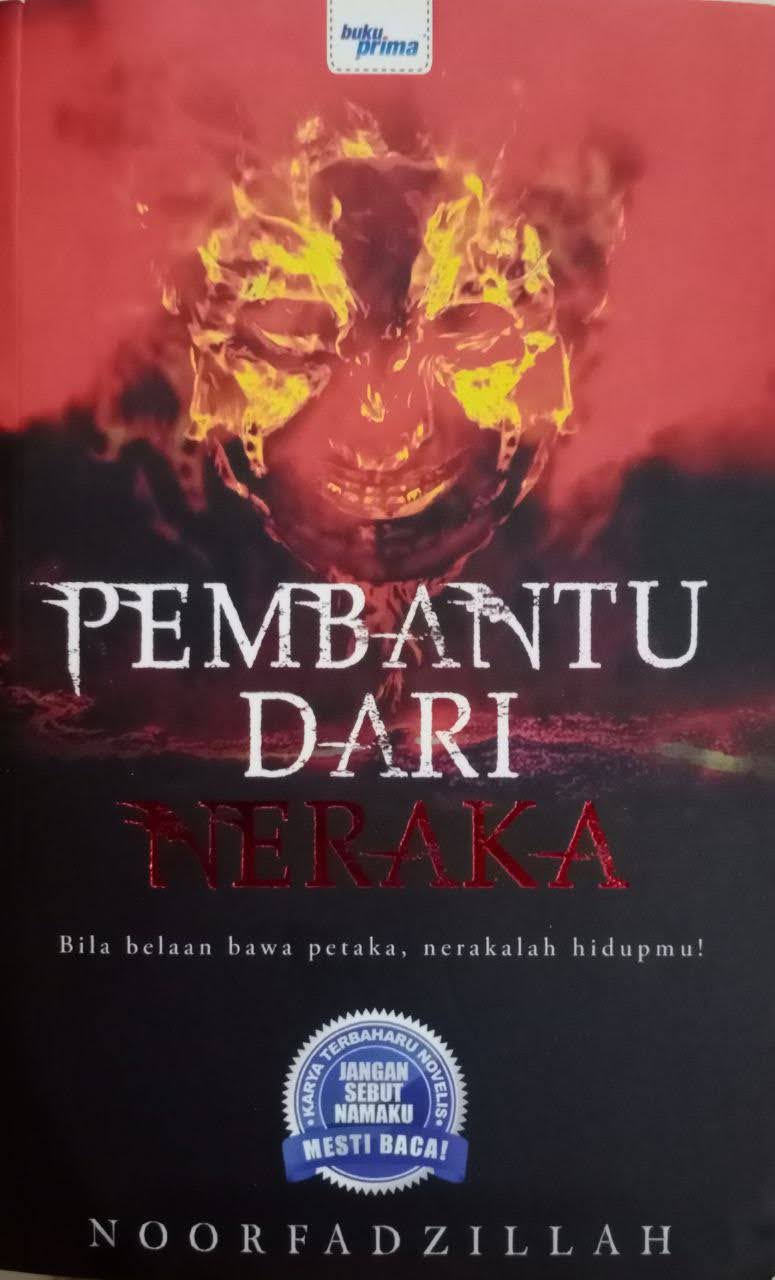 buku
prima
PEMBANTU
DARI
NERAKA
Bila belaan bawa petaka, nerakalah hidupmu!
KARYA TERBAHARU NOVELIS
JANGAN
SEBUT
NAMAKU
MESTI BACA!
NOORFADZILLAH